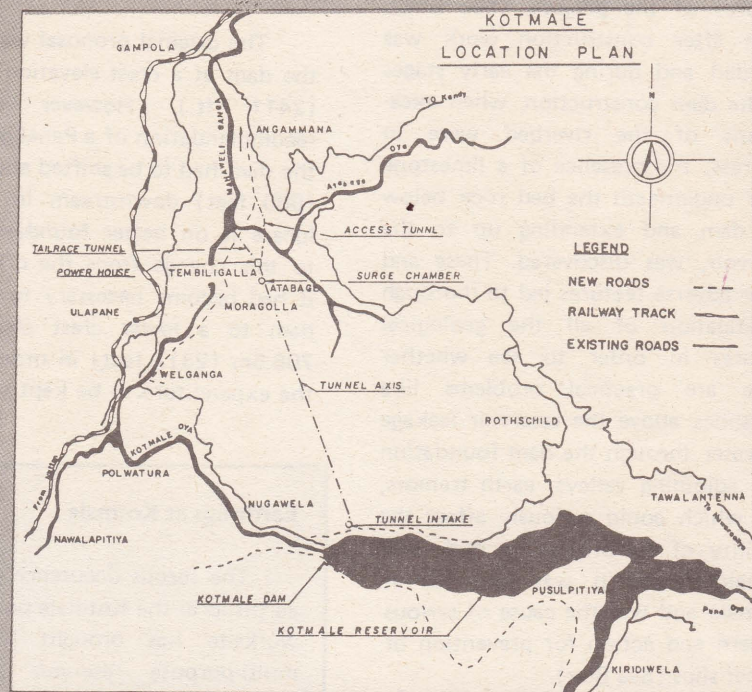 KOTMALE
LOCATION PLAN
GAMPOLA
TO Kandy
ANGAMMANA
MAHAWELI GANGA
OYA
ACCESS TUNNL
TAILRACE TUNNEL
LEGEND
POWER HOUSE
TEMBILIGALLA
SURGE CHAMBER
NEW ROADS
ATABAGE
ULAPANE
MORAGOLLA
RAILWAY TRACK
EXISTING ROADS
WELGANGA
TUNNEL AXIS
ROTHSCHILD
KOTMALE OYA
POLWATURA
TAWALANTENNA
NUGAWELA
TUNNEL INTAKE
NAWALAPITIYA
PUSULPITIYA
KOTMALE DAM
KOTMALE RESERVOIR
KIRIDIWELA